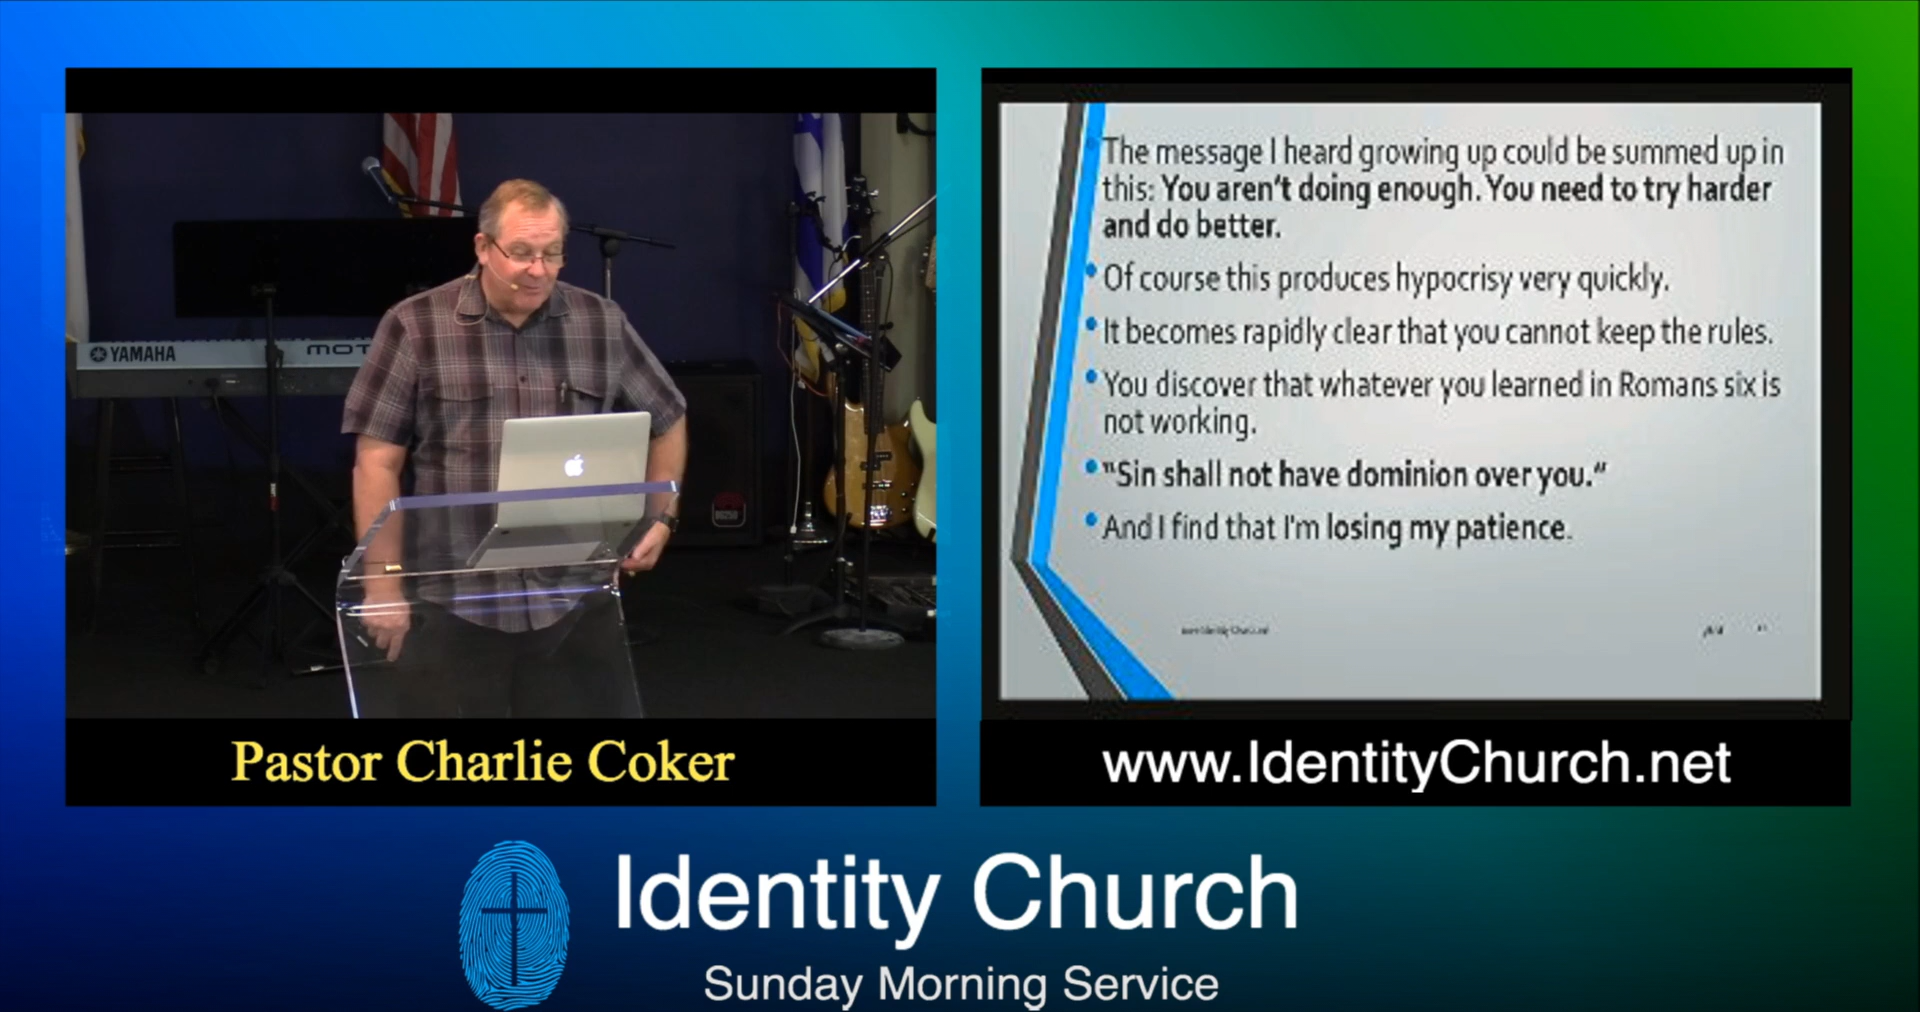 YAMAHA
MOT
The message I heard growing up could be summed up in
this: You aren't doing enough. You need to try harder
and do better.
Of course this produces hypocrisy very quickly.
It becomes rapidly clear that you cannot keep the rules.
You discover that whatever you learned in Romans six is
not working.
"Sin shall not have dominion over you."
And I find that I'm losing my patience.
Pastor Charlie Coker
www.IdentityChurch.net
Identity Church
Sunday Morning Service